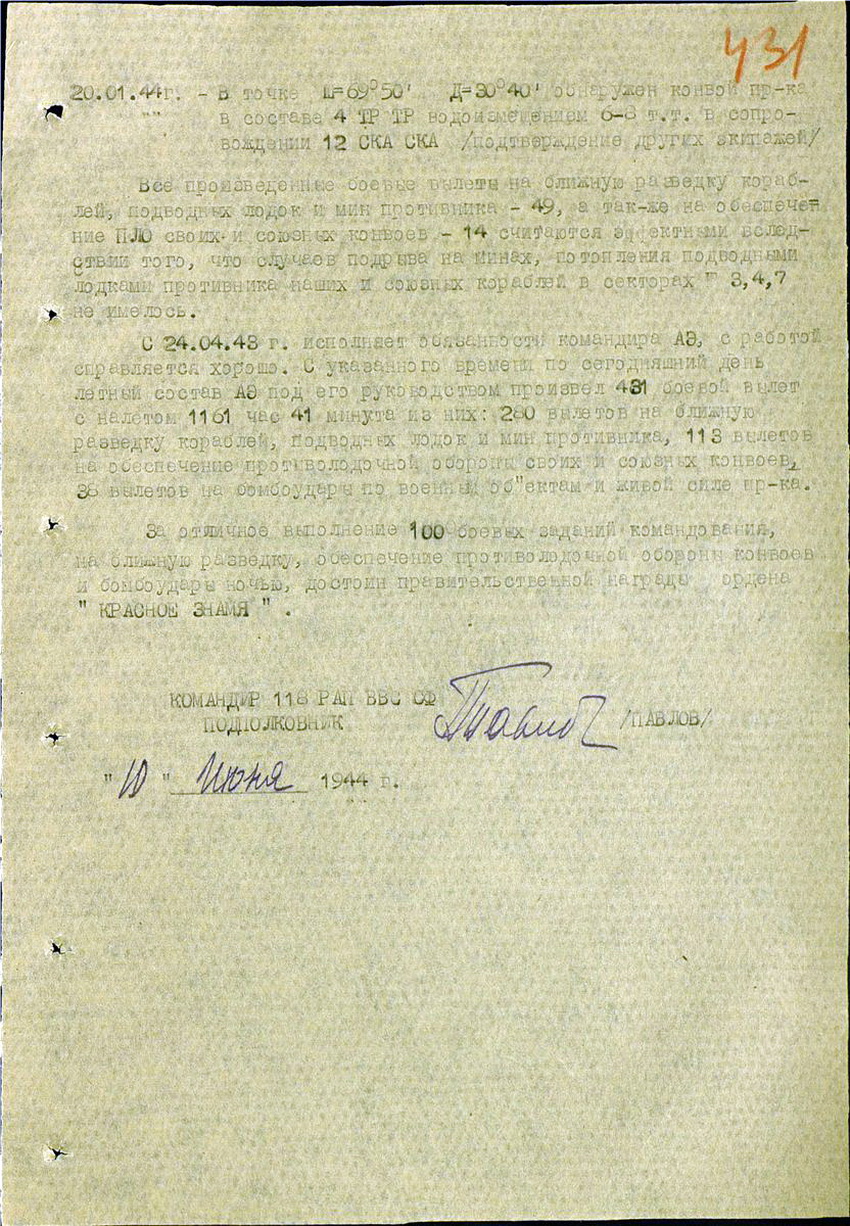 431
20.01.44г. - В точке Ш=69°50' Д=30°40' обнаружен конвой пр-ка
"" в составе 4 ТР ТР водоизмещением 6-8 т.т. в сопро-
вождении 12 СКА СКА /подтверждение других экипажей/
Все произведенные боевые вылеты на ближную разведку кораб-
лей, подводных лодок и мин противника - 49, а так-же на обеспече-
ние ПЛО своих и союзных конвоев - 14 считаются эффектными вслед-
ствии того, что случаев подрыва на минах, потопления подводными
лодками противника наших и союзных кораблей в секторах 3,4,7
не имелось.
С 24.04.43 г. исполняет обязанности командира АЭ, с работой
справляется хорошо. С указанного времени по сегодняшний день
летный состав АЭ под его руководством произвел 431 боевой вылет
с налетом 1161 час 41 минута из них: 280 вылетов на ближную
разведку кораблей, подводных лодок и мин противника, 113 вылетов
на обеспечение противолодочной обороны своих и союзных конвоев,
38 вылетов на бомбоудары по военным об"ектам и живой силе пр-ка.
За отличное выполнение 100 боевых заданий командования,
на ближную разведку, обеспечение противолодочной обороны конвоев
и бомбоудары ночью, достоин правительственной награды ордена
" КРАСНОЕ ЗНАМЯ " .
КОМАНДИР 118 РАП ВВС СФ
ПОДПОЛКОВНИК Павлов /ПАВЛОВ/
" 10 " Июня 1944 г.